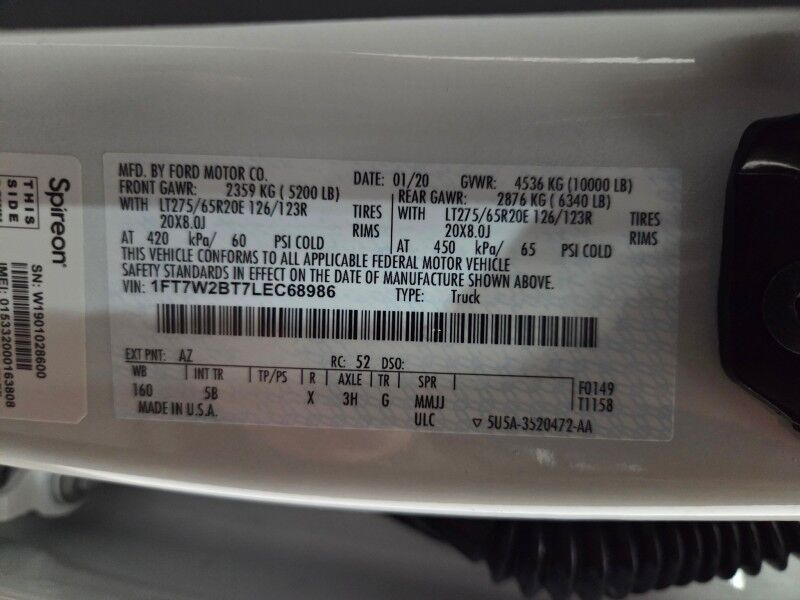 MFD. BY FORD MOTOR CO.
DATE: 01/20 GVWR: 4536 KG (10000 LB)
FRONT GAWR: 2359 KG ( 5200 LB)
REAR GAWR: 2876 KG ( 6340 LB)
WITH LT275/65R20E 126/123R TIRES
WITH LT275/65R20E 126/123R TIRES
20X8.0J RIMS
20X8.0J RIMS
AT 420 kPa/ 60 PSI COLD
AT 450 kPa/ 65 PSI COLD
THIS VEHICLE CONFORMS TO ALL APPLICABLE FEDERAL MOTOR VEHICLE
SAFETY STANDARDS IN EFFECT ON THE DATE OF MANUFACTURE SHOWN ABOVE.
VIN: 1FT7W2BT7LEC68986 TYPE: Truck
EXT PNT: AZ RC: 52 DSO:
WB INT TR TP/PS R AXLE TR SPR
160 5B X 3H G MMJJ
F0149
T1158
MADE IN U.S.A. ULC ▽ 5U5A-3520472-AA
Spireon®
THIS
SIDE
SN: W1901028600
IMEI: 015332000163808